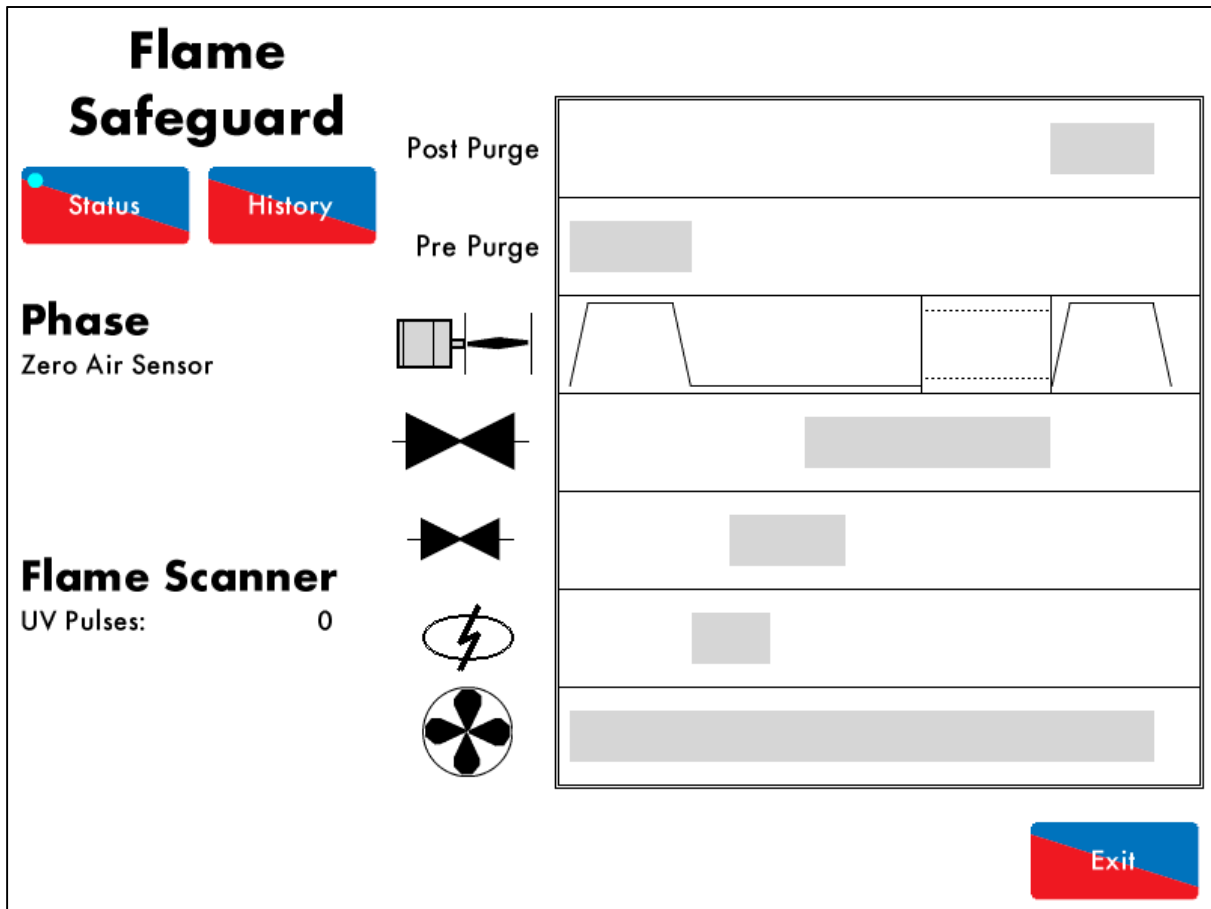 Flame
Safeguard
Status
History
Phase
Zero Air Sensor
Flame Scanner
UV Pulses: 0
Post Purge
Pre Purge
Exit